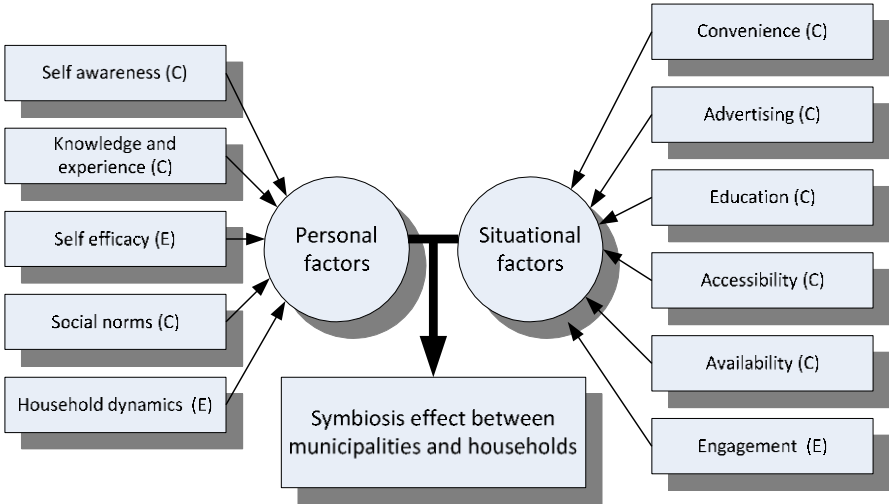 Self awareness (C)
Knowledge and
experience (C)
Self efficacy (E)
Social norms (C)
Household dynamics (E)
Personal
factors
Situational
factors
Symbiosis effect between
municipalities and households
Convenience (C)
Advertising (C)
Education (C)
Accessibility (C)
Availability (C)
Engagement (E)